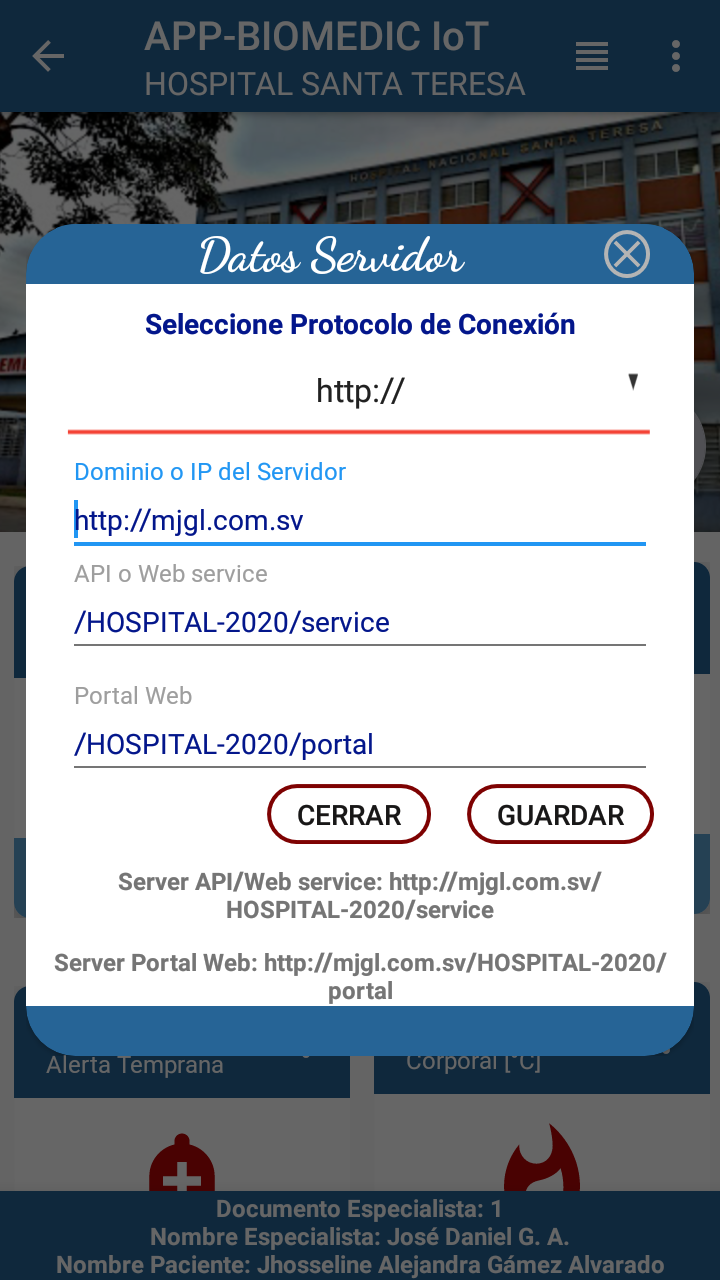 APP-BIOMEDIC IoT
HOSPITAL SANTA TERESA
HOSPITAL NACIONAL SANTA TERESA
Datos Servidor
Seleccione Protocolo de Conexión
http://
Dominio o IP del Servidor
http://mjgl.com.sv
API o Web service
/HOSPITAL-2020/service
Portal Web
/HOSPITAL-2020/portal
CERRAR
GUARDAR
Server API/Web service: http://mjgl.com.sv/
HOSPITAL-2020/service
Server Portal Web: http://mjgl.com.sv/HOSPITAL-2020/
portal
Alerta Temprana
Corporal [°C]
Documento Especialista: 1
Nombre Especialista: José Daniel G. A.
Nombre Paciente: Jhosseline Alejandra Gámez Alvarado